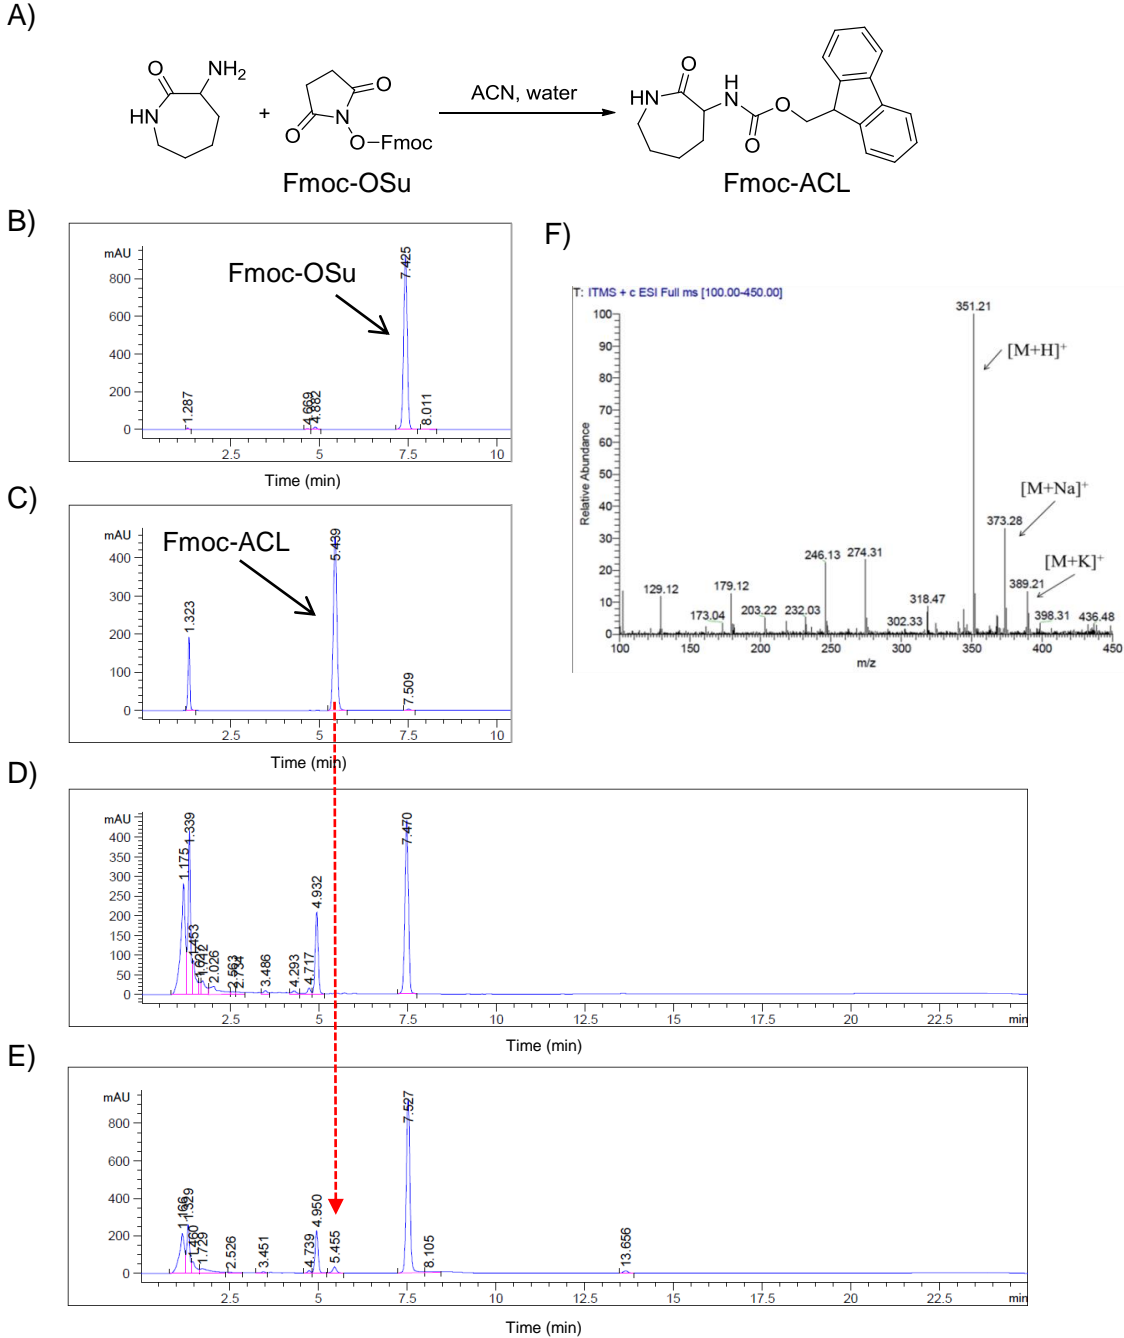 A)
O
NH₂
HN
+
O
N
O
O–Fmoc
Fmoc-OSu
ACN, water
O
HN
H
N
O
O
Fmoc-ACL
B)
mAU
800
600
400
200
0
1.287
4.669
4.882
7.425
8.011
Fmoc-OSu
2.5
5
7.5
10
Time (min)
C)
mAU
400
300
200
100
0
1.323
5.439
7.509
Fmoc-ACL
2.5
5
7.5
10
Time (min)
F)
T: ITMS + c ESI Full ms [100.00-450.00]
Relative Abundance
100
90
80
70
60
50
40
30
20
10
0
351.21
[M+H]⁺
[M+Na]⁺
373.28
[M+K]⁺
389.21
246.13
274.31
129.12
179.12
173.04
203.22
232.03
302.33
318.47
398.31
436.48
100
150
200
250
300
350
400
450
m/z
D)
mAU
400
350
300
250
200
150
100
50
0
1.175
1.339
1.453
2.026
2.563
2.734
3.486
4.293
4.717
4.932
7.470
2.5
5
7.5
10
12.5
15
17.5
20
22.5
min
Time (min)
E)
mAU
800
600
400
200
0
1.166
1.329
1.460
1.729
2.526
3.451
4.739
4.950
5.455
7.527
8.105
13.656
2.5
5
7.5
10
12.5
15
17.5
20
22.5
min
Time (min)